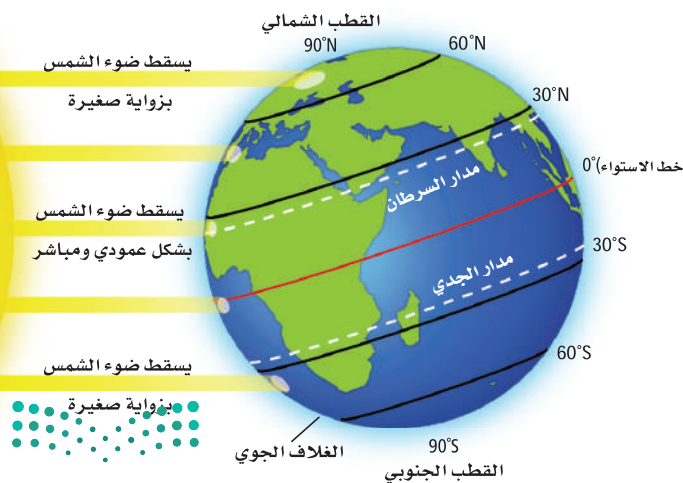 القطب الشمالي
90°N
60°N
30°N
0°(خط الاستواء
30°S
60°S
90°S
القطب الجنوبي
يسقط ضوء الشمس
بزاوية صغيرة
يسقط ضوء الشمس
بشكل عمودي ومباشر
يسقط ضوء الشمس
بزواية صغيرة
مدار السرطان
مدار الجدي
الغلاف الجوي